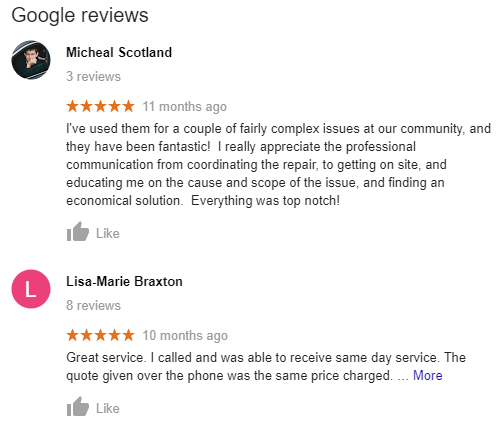 Google reviews
Micheal Scotland
3 reviews
11 months ago
I've used them for a couple of fairly complex issues at our community, and
they have been fantastic!  I really appreciate the professional
communication from coordinating the repair, to getting on site, and
educating me on the cause and scope of the issue, and finding an
economical solution.  Everything was top notch!
Like
L
Lisa-Marie Braxton
8 reviews
10 months ago
Great service. I called and was able to receive same day service. The
quote given over the phone was the same price charged. … More
Like